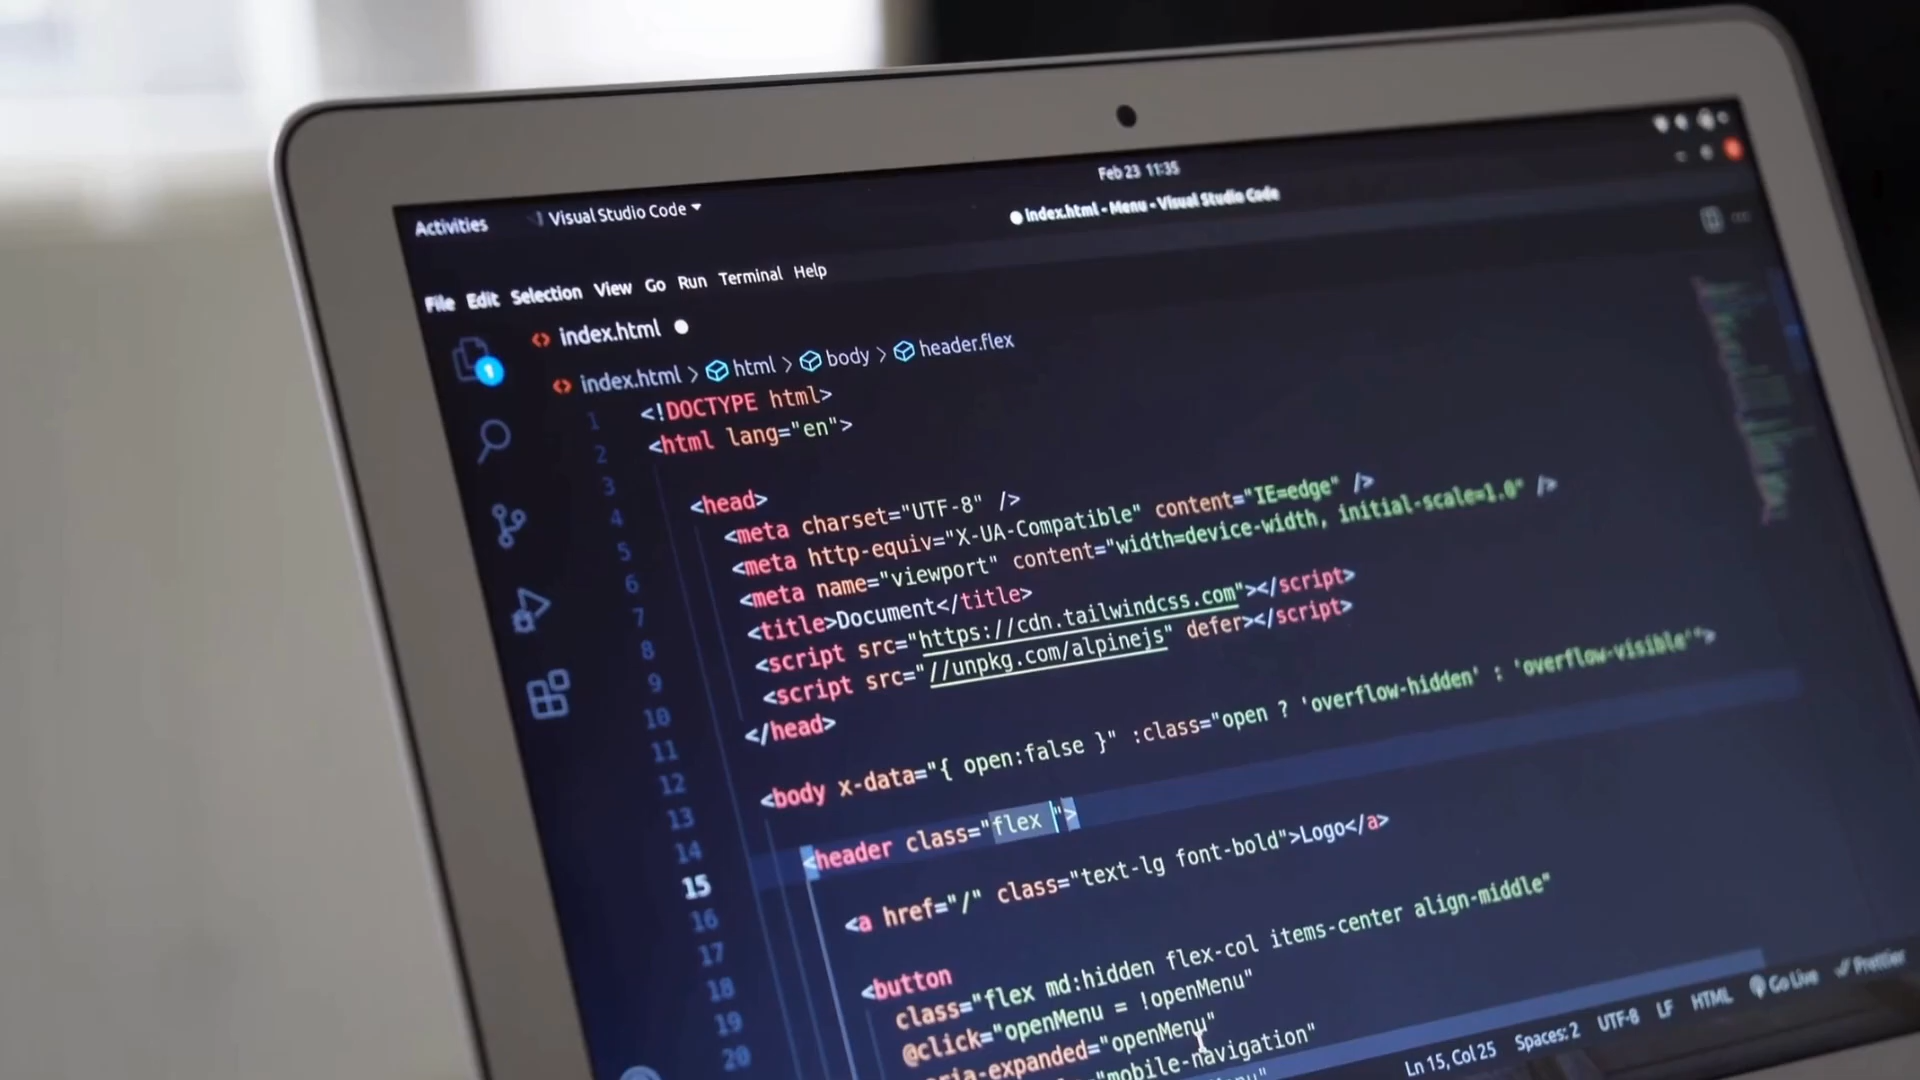 Feb 23 11:35
Activities Visual Studio Code
index.html - Menu - Visual Studio Code
File Edit Selection View Go Run Terminal Help
index.html
index.html > html > body > header.flex
1 <!DOCTYPE html>
2 <html lang="en">
3
4 <head>
5 <meta charset="UTF-8" />
6 <meta http-equiv="X-UA-Compatible" content="IE=edge" />
7 <meta name="viewport" content="width=device-width, initial-scale=1.0" />
8 <title>Document</title>
9 <script src="https://cdn.tailwindcss.com"></script>
10 <script src="//unpkg.com/alpinejs" defer></script>
11 </head>
12
13 <body x-data="{ open:false }" :class="open ? 'overflow-hidden' : 'overflow-visible'">
14
15 <header class="flex ">
16
17 <a href="/" class="text-lg font-bold">Logo</a>
18
19 <button
20 class="flex md:hidden flex-col items-center align-middle"
@click="openMenu = !openMenu"
aria-expanded="openMenu"
"mobile-navigation"
Ln 15, Col 25 Spaces: 2 UTF-8 LF HTML Go Live Prettier